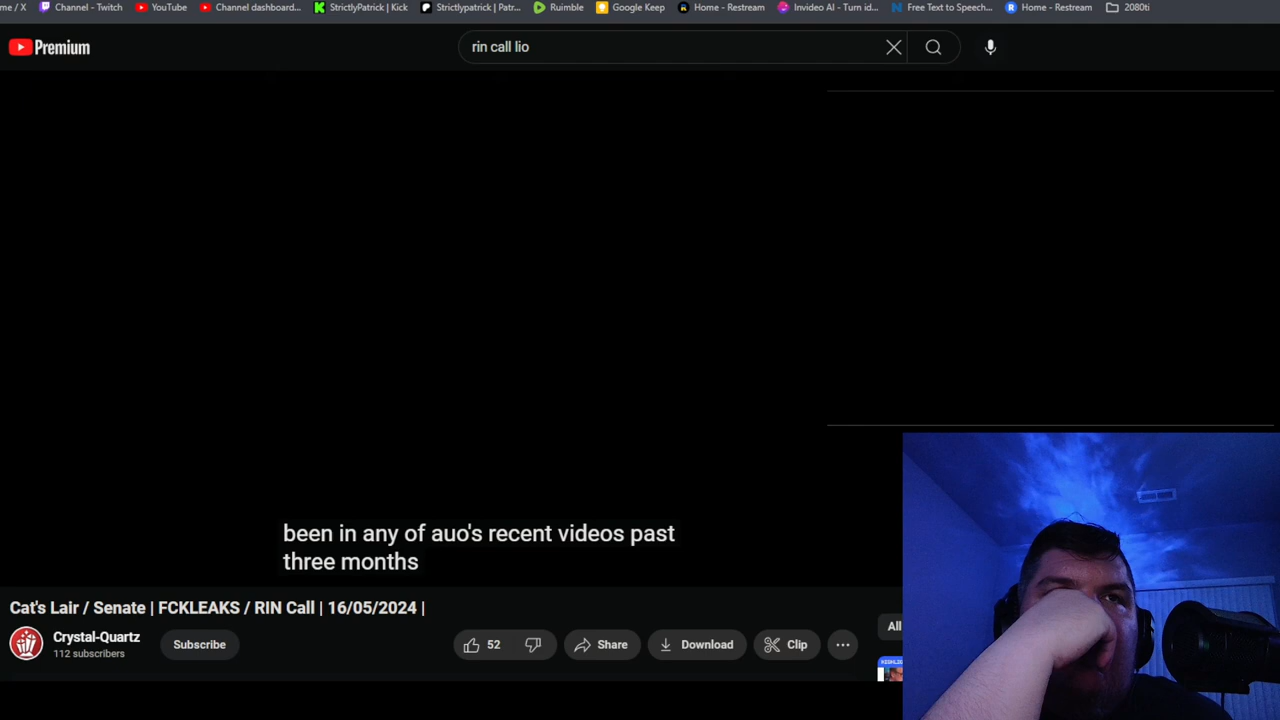 me / X Channel - Twitch YouTube Channel dashboard... StrictlyPatrick | Kick Strictlypatrick | Patr... Rumble Google Keep Home - Restream Invideo AI - Turn id... Free Text to Speech... Home - Restream 2080ti
Premium rin call lio
been in any of auo's recent videos past
three months
Cat's Lair / Senate | FCKLEAKS / RIN Call | 16/05/2024 |
All
Crystal-Quartz
112 subscribers
Subscribe 52 Share Download Clip